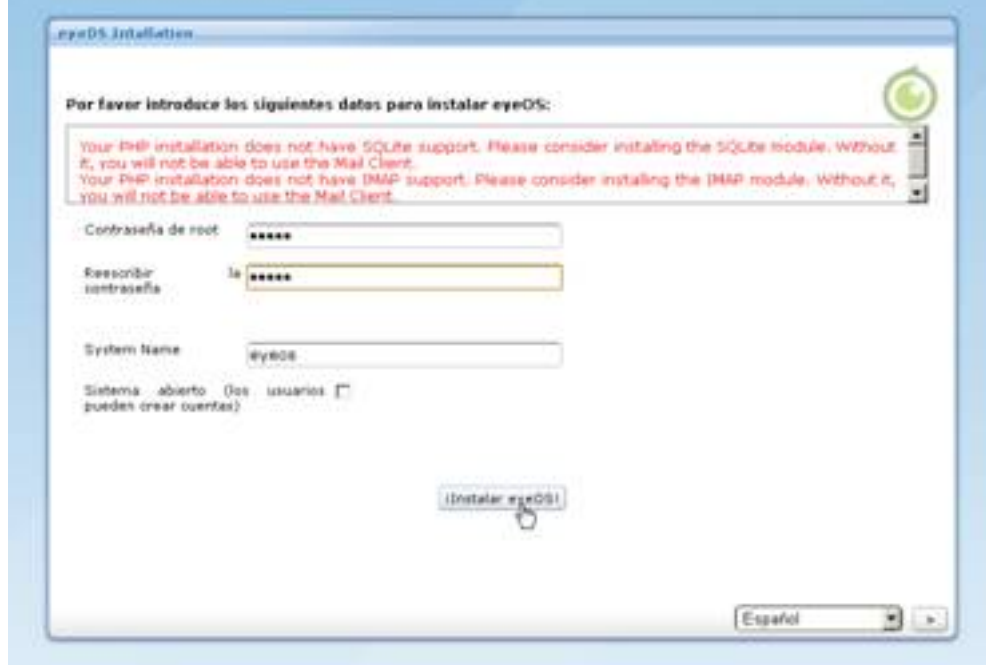 eyeOS Intallation
Por favor introduce los siguientes datos para instalar eyeOS:
Your PHP installation does not have SQLite support. Please consider installing the SQLite module. Without
it, you will not be able to use the Mail Client.
Your PHP installation does not have IMAP support. Please consider installing the IMAP module. Without it,
you will not be able to use the Mail Client.
Contraseña de root •••••
Reescribir la •••••
contraseña
System Name eyeos
Sistema abierto (los usuarios
pueden crear cuentas)
¡Instalar eyeOS!
Español >